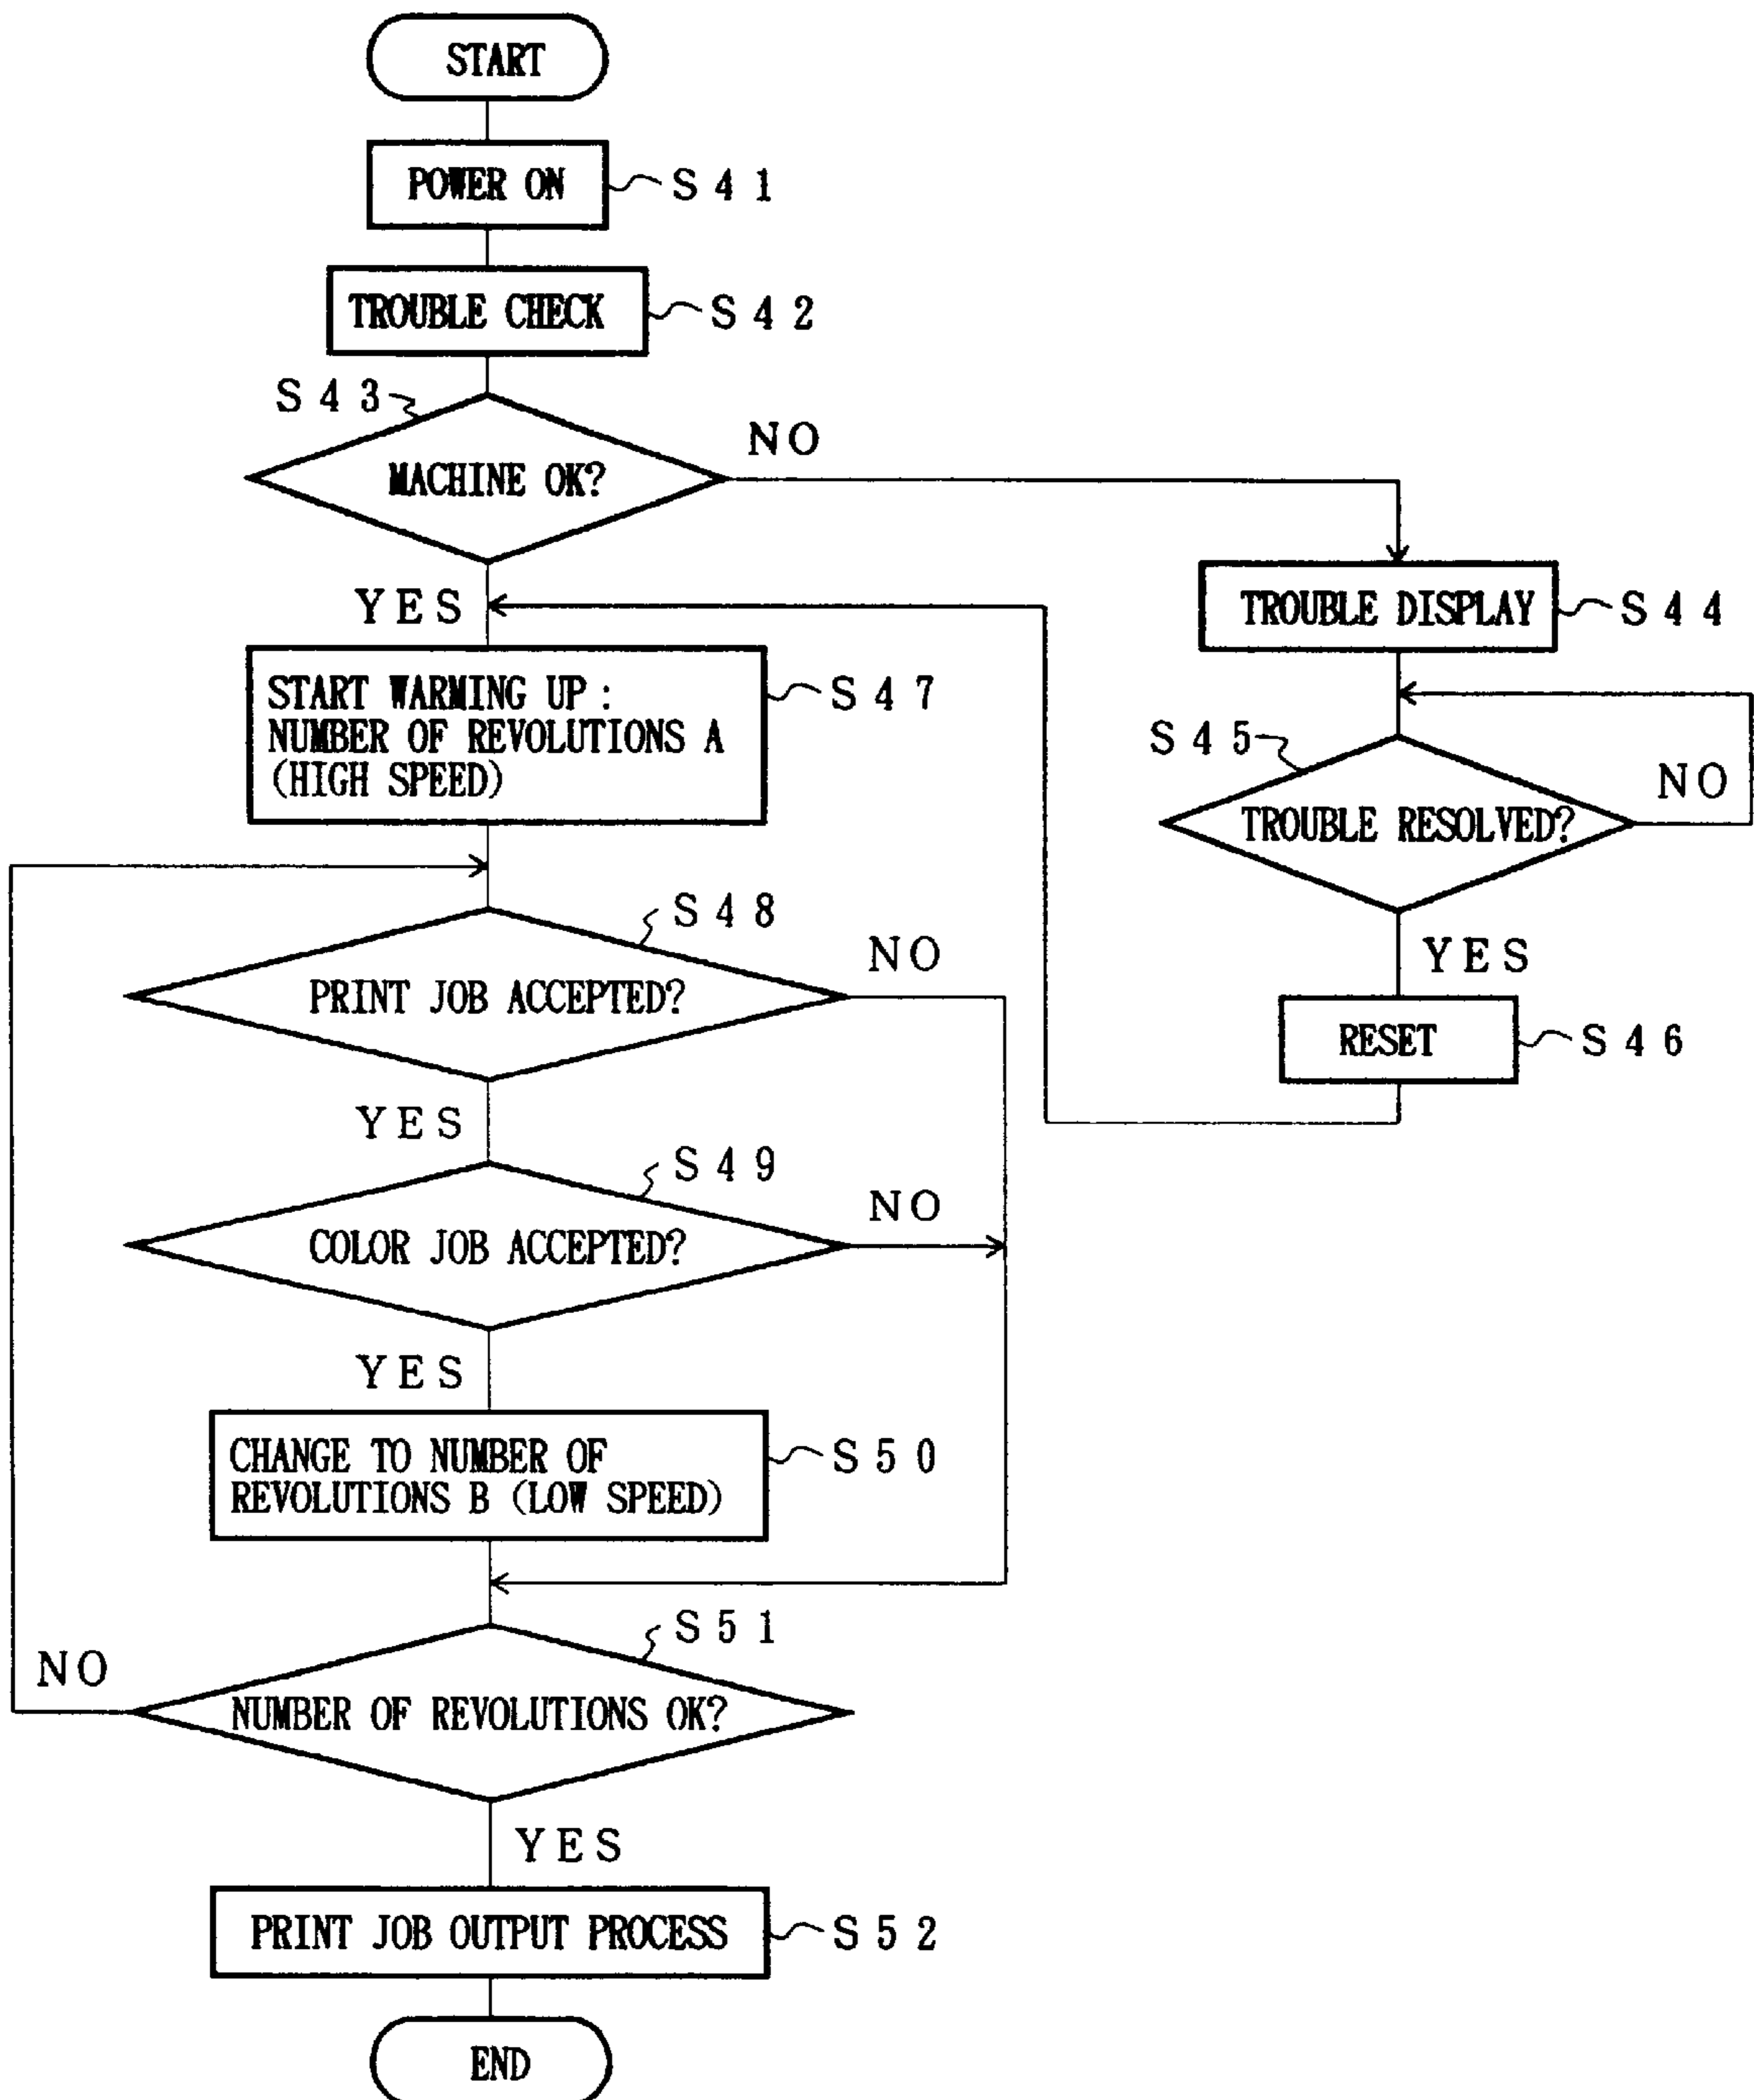 START
POWER ON
S41
TROUBLE CHECK
S42
S43
MACHINE OK?
NO
YES
TROUBLE DISPLAY
S44
START WARMING UP :
NUMBER OF REVOLUTIONS A
(HIGH SPEED)
S47
S45
TROUBLE RESOLVED?
NO
YES
RESET
S46
S48
PRINT JOB ACCEPTED?
NO
YES
S49
COLOR JOB ACCEPTED?
NO
YES
CHANGE TO NUMBER OF
REVOLUTIONS B (LOW SPEED)
S50
S51
NUMBER OF REVOLUTIONS OK?
NO
YES
PRINT JOB OUTPUT PROCESS
S52
END